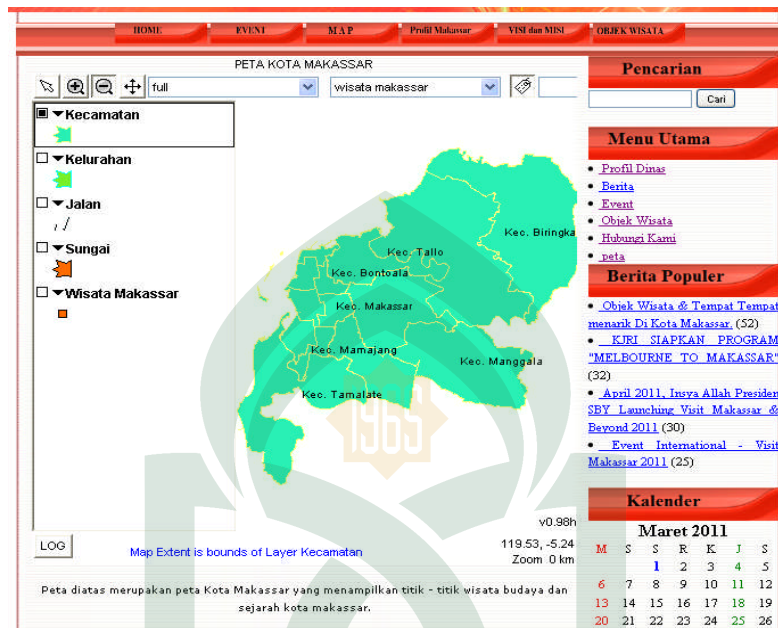 HOME EVENT MAP Profil Makassar VISI dan MISI OBJEK WISATA
PETA KOTA MAKASSAR
full wisata makassar
Kecamatan
Kelurahan
Jalan
Sungai
Wisata Makassar
Kec. Biringka
Kec. Tallo
Kec. Bontoala
Kec. Makassar
Kec. Mamajang
Kec. Manggala
Kec. Tamalate
1965
v0.98h
LOG
Map Extent is bounds of Layer Kecamatan
119.53, -5.24
Zoom 0 km
Peta diatas merupakan peta Kota Makassar yang menampilkan titik - titik wisata budaya dan
sejarah kota makassar.
Pencarian
Cari
Menu Utama
Profil Dinas
Berita
Event
Objek Wisata
Hubungi Kami
peta
Berita Populer
Objek Wisata & Tempat Tempat
menarik Di Kota Makassar. (52)
KJRI SIAPKAN PROGRAM
"MELBOURNE TO MAKASSAR"
(32)
April 2011, Insya Allah Presiden
SBY Launching Visit Makassar &
Beyond 2011 (30)
Event International - Visit
Makassar 2011 (25)
Kalender
Maret 2011
M S S R K J S
1 2 3 4 5
6 7 8 9 10 11 12
13 14 15 16 17 18 19
20 21 22 23 24 25 26